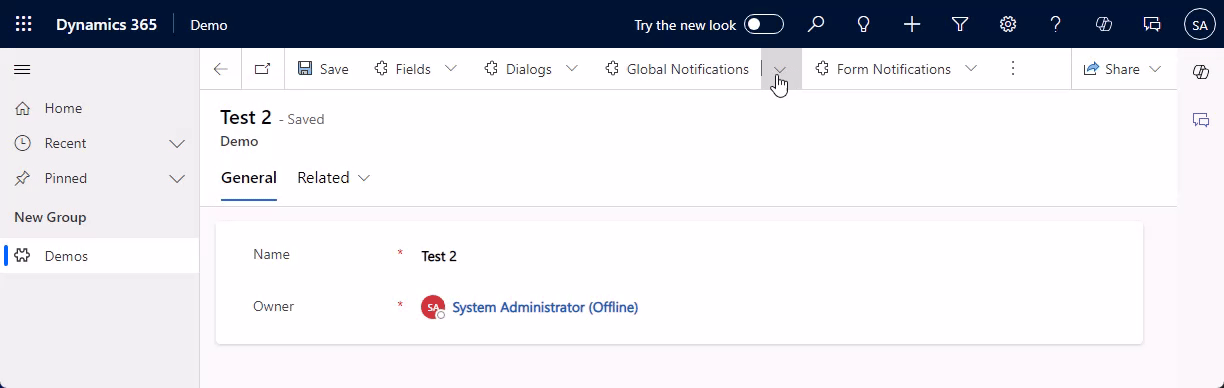 Dynamics 365 Demo Try the new look SA
Save Fields Dialogs Global Notifications Form Notifications Share
Home
Recent
Pinned
New Group
Demos
Test 2 - Saved
Demo
General Related
Name * Test 2
Owner * SA System Administrator (Offline)